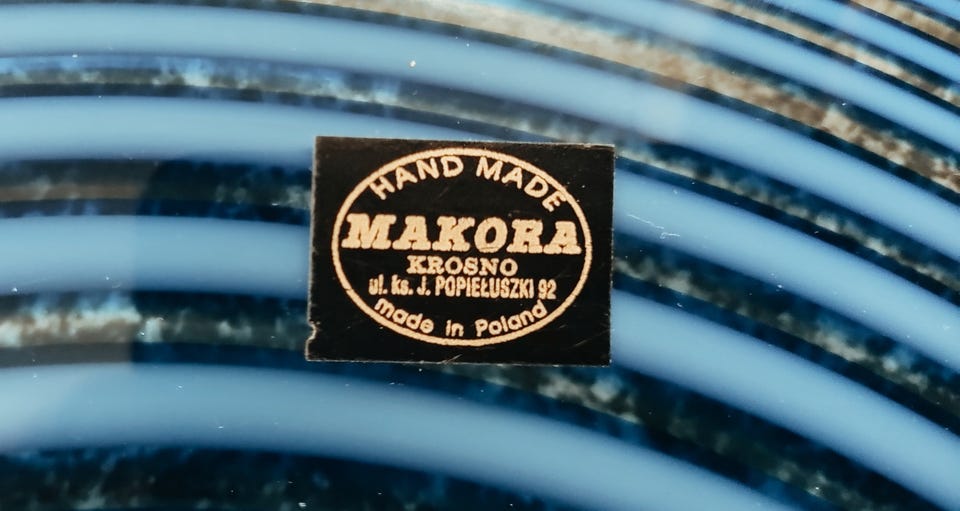 HAND MADE
MAKORA
KROSNO
ul. ks. J. POPIEŁUSZKI 92
made in Poland